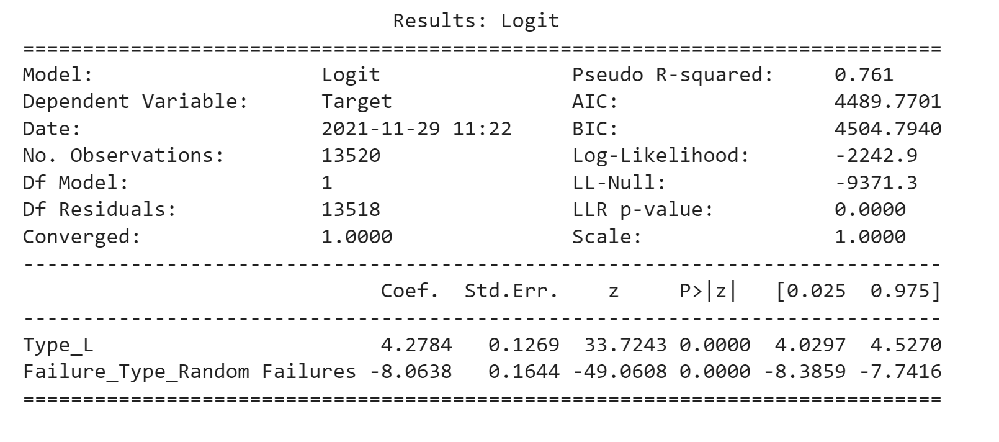 Results: Logit
=============================================================================
Model: Logit Pseudo R-squared: 0.761
Dependent Variable: Target AIC: 4489.7701
Date: 2021-11-29 11:22 BIC: 4504.7940
No. Observations: 13520 Log-Likelihood: -2242.9
Df Model: 1 LL-Null: -9371.3
Df Residuals: 13518 LLR p-value: 0.0000
Converged: 1.0000 Scale: 1.0000
-----------------------------------------------------------------------------
Coef. Std.Err. z P>|z| [0.025 0.975]
-----------------------------------------------------------------------------
Type_L 4.2784 0.1269 33.7243 0.0000 4.0297 4.5270
Failure_Type_Random Failures -8.0638 0.1644 -49.0608 0.0000 -8.3859 -7.7416
=============================================================================